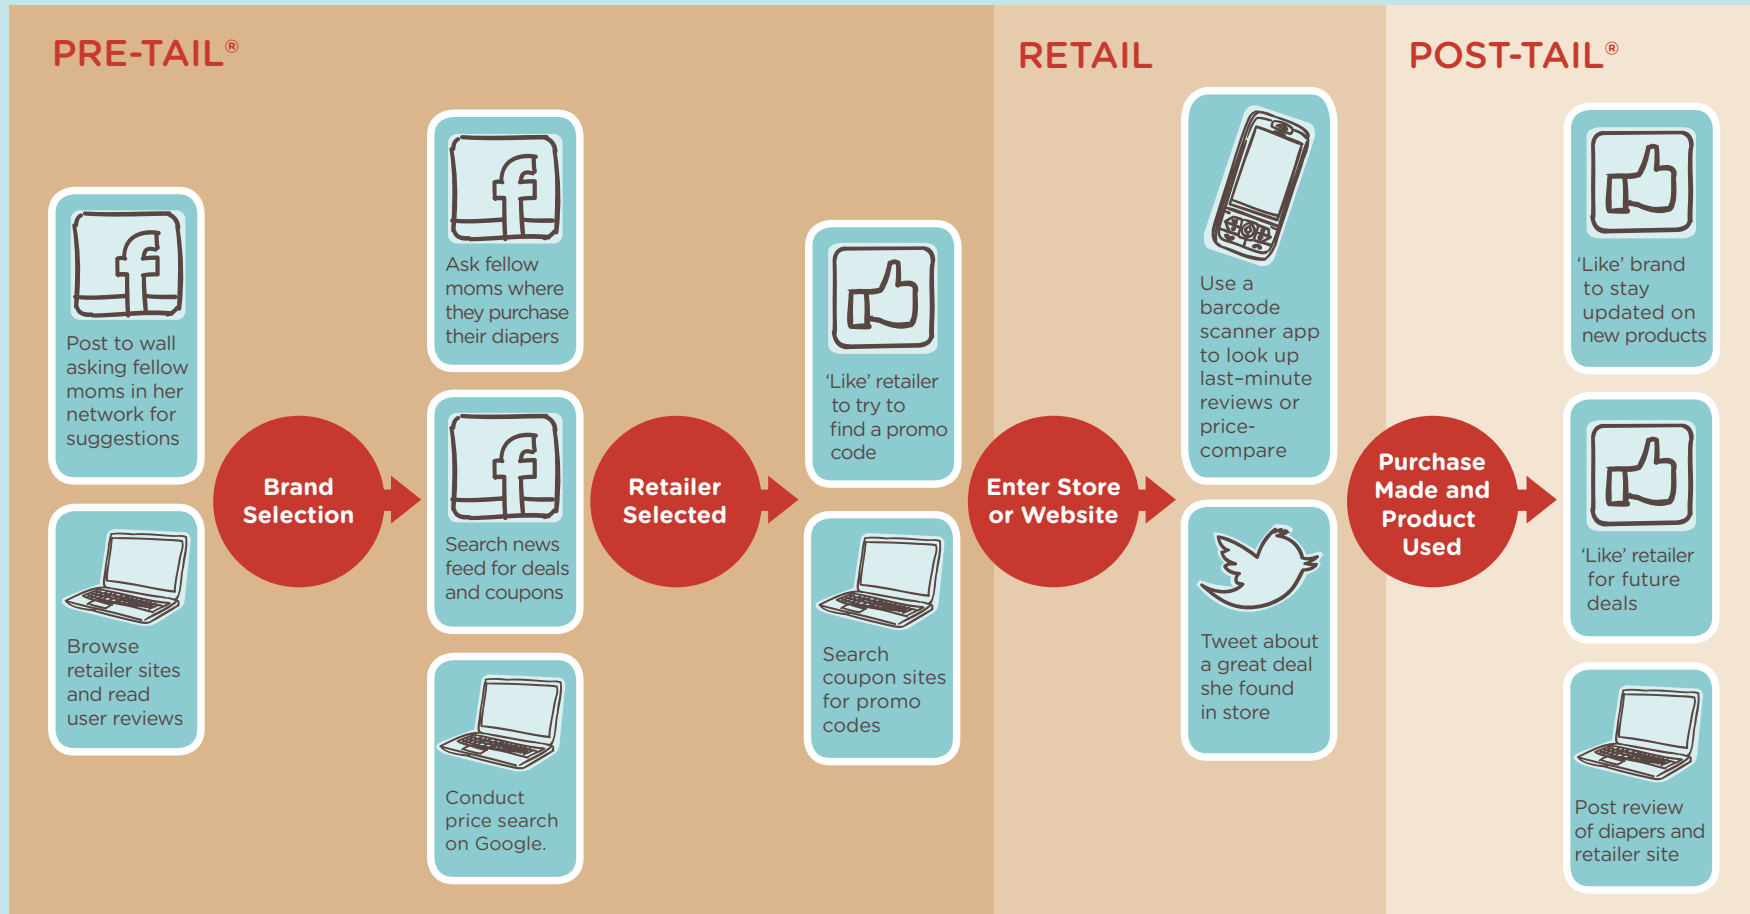 PRE-TAIL®
RETAIL
POST-TAIL®
Post to wall
asking fellow
moms in her
network for
suggestions
Browse
retailer sites
and read
user reviews
Brand
Selection
Ask fellow
moms where
they purchase
their diapers
Search news
feed for deals
and coupons
Conduct
price search
on Google.
Retailer
Selected
‘Like’ retailer
to try to
find a promo
code
Search
coupon sites
for promo
codes
Enter Store
or Website
Use a
barcode
scanner app
to look up
last–minute
reviews or
price-
compare
Tweet about
a great deal
she found
in store
Purchase
Made and
Product
Used
‘Like’ brand
to stay
updated on
new products
‘Like’ retailer
for future
deals
Post review
of diapers and
retailer site